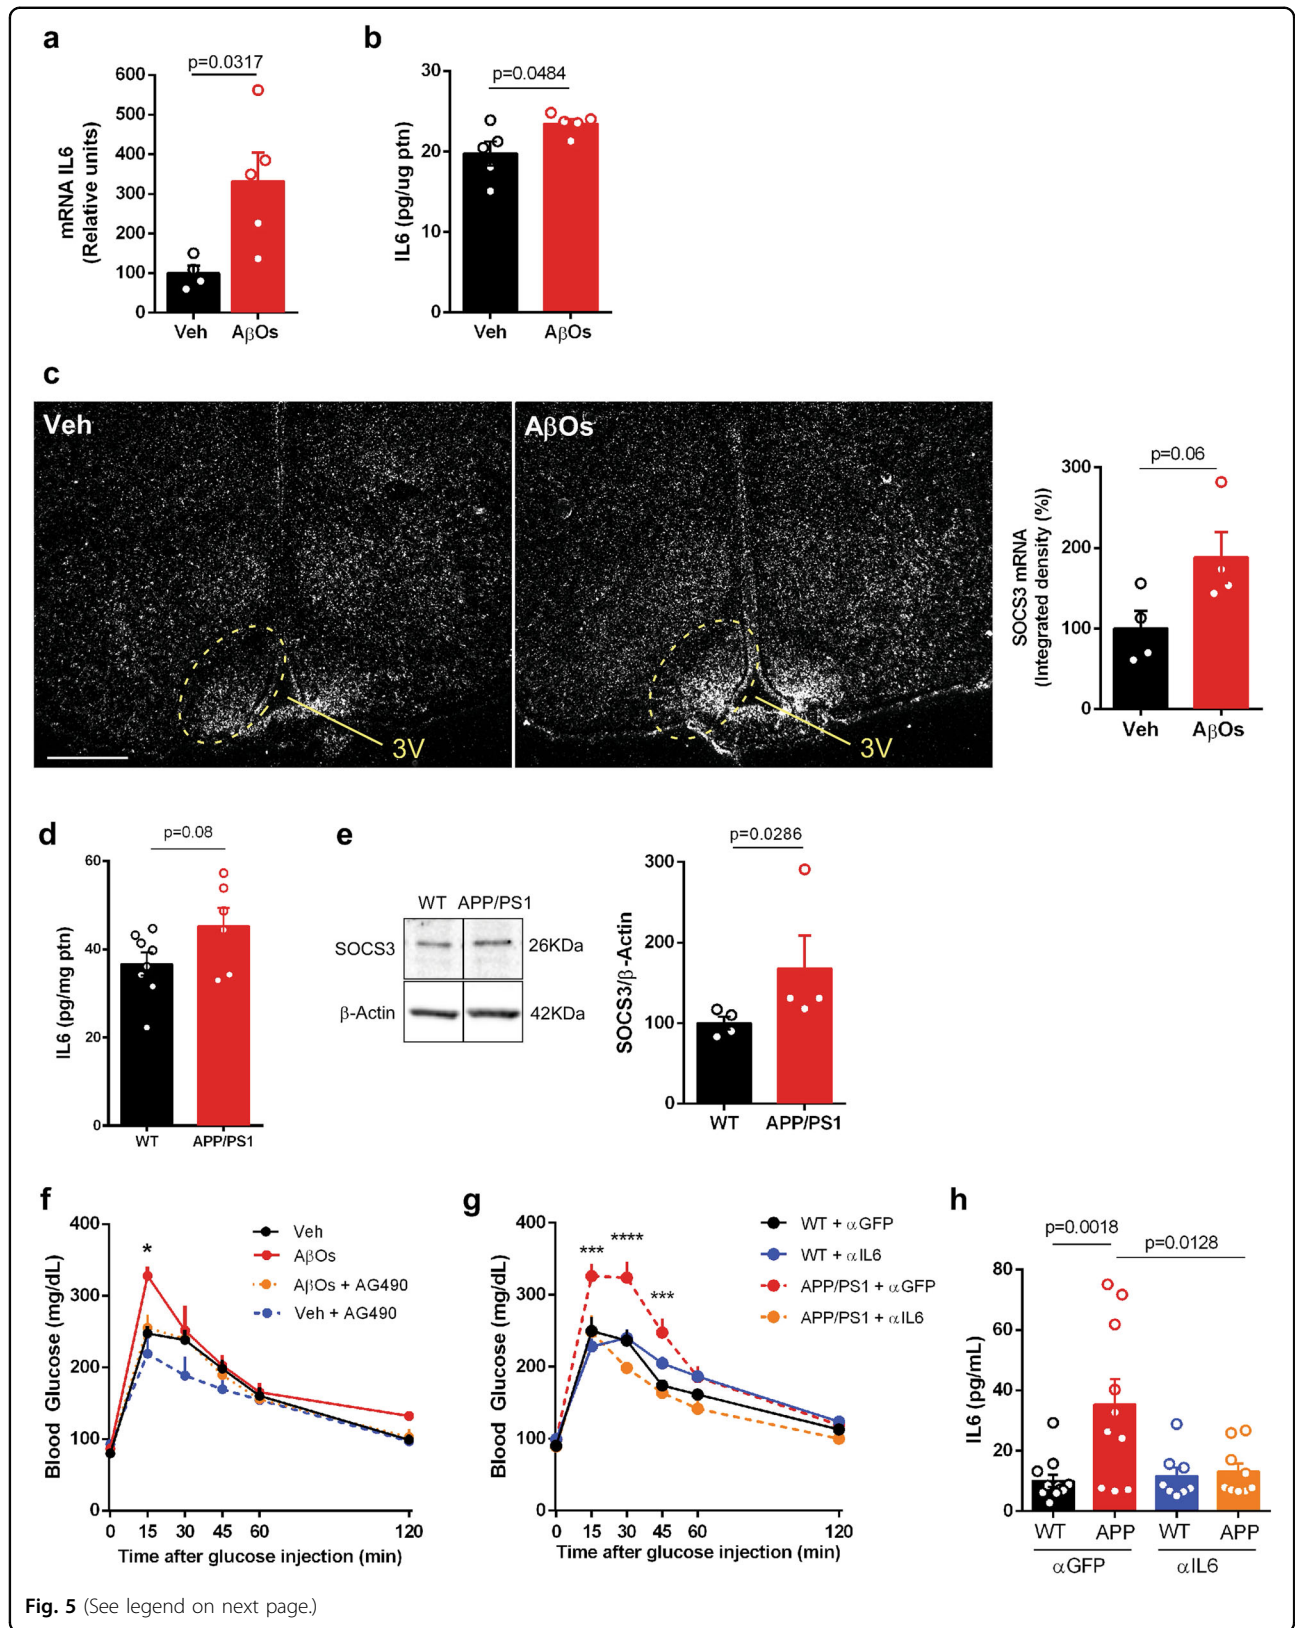 a
p=0.0317
mRNA IL6
(Relative units)
600
500
400
300
200
100
0
Veh
AβOs
b
p=0.0484
IL6 (pg/ug ptn)
30
20
10
0
Veh
AβOs
c
Veh
3V
AβOs
3V
p=0.06
SOCS3 mRNA
(Integrated density (%))
300
200
100
0
Veh
AβOs
d
p=0.08
IL6 (pg/mg ptn)
60
40
20
0
WT
APP/PS1
e
WT APP/PS1
SOCS3
26KDa
β-Actin
42KDa
p=0.0286
SOCS3/β-Actin
300
200
100
0
WT
APP/PS1
f
Blood Glucose (mg/dL)
400
300
200
100
0
*
Veh
AβOs
AβOs + AG490
Veh + AG490
0 15 30 45 60 120
Time after glucose injection (min)
g
Blood Glucose (mg/dL)
400
300
200
100
0
***
****
***
WT + αGFP
WT + αIL6
APP/PS1 + αGFP
APP/PS1 + αIL6
0 15 30 45 60 120
Time after glucose injection (min)
h
p=0.0018
p=0.0128
IL6 (pg/mL)
80
60
40
20
0
WT APP WT APP
αGFP αIL6
Fig. 5 (See legend on next page.)